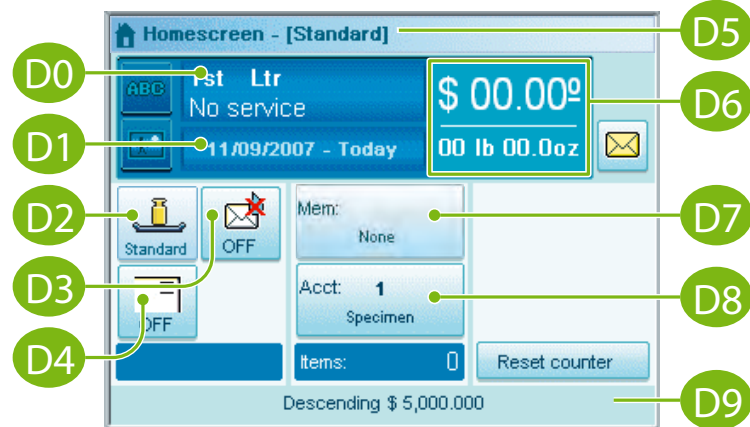 Homescreen - [Standard]
D5
D0
ABC
1st Ltr
No service
$ 00.00º
D6
D1
11/09/2007 - Today
00 lb 00.0oz
D2
Standard
OFF
Mem:
None
D7
D3
OFF
Acct: 1
Specimen
D8
D4
Items: 0
Reset counter
Descending $ 5,000.000
D9